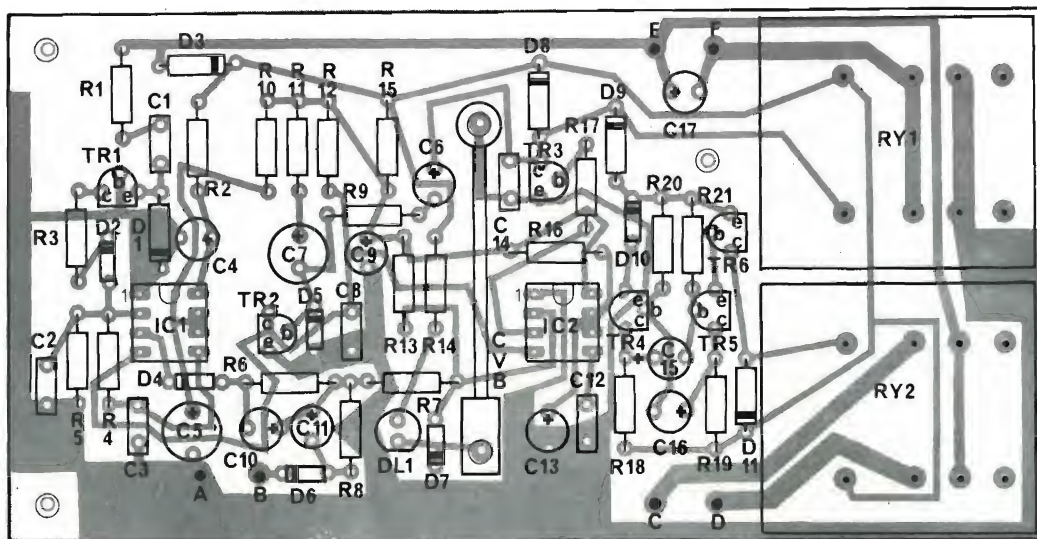 D3
R1
C1
R 10
R 11
R 12
R 15
R2
D8
D9
E
F
C17
RY1
TR1
b
c e
R3
D2
D 1
C4
R9
C6
C7
C9
C 14
TR3
c
e
b
R17
R16
R20
R21
D10
e
b
c
TR6
C2
1
IC1
TR2
c
b
e
D5
C8
R13
R14
C V B
1
IC2
C12
e
b
c
TR4
e
b
c
TR5
C 15
C16
RY2
D4
R6
R 5
R 4
C3
C5
C10
C11
R8
DL1
R7
D7
C13
R18
R19
D 11
A
B
D6
C
D